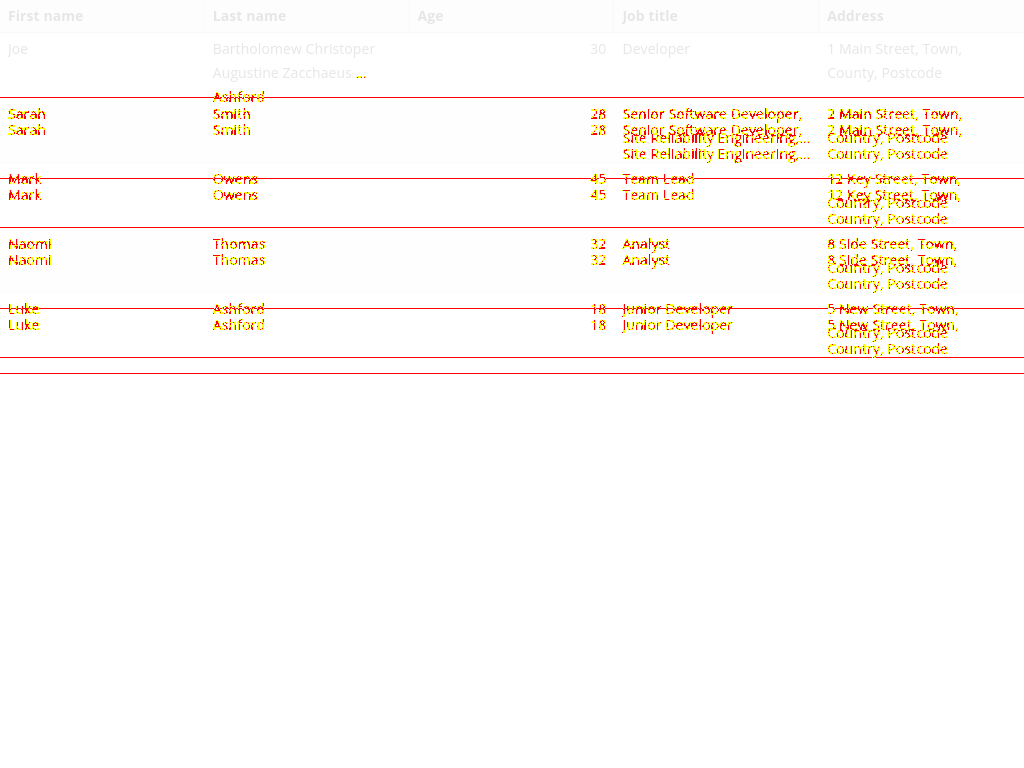 First name Last name Age Job title Address
Joe Bartholomew Christoper 30 Developer 1 Main Street, Town,
Augustine Zacchaeus ... County, Postcode
Ashford
Sarah Smith 28 Senior Software Developer, 2 Main Street, Town,
Sarah Smith 28 Senior Software Developer, 2 Main Street, Town,
Site Reliability Engineering,... Country, Postcode
Site Reliability Engineering,... Country, Postcode
Mark Owens 45 Team Lead 12 Key Street, Town,
Mark Owens 45 Team Lead 12 Key Street, Town,
Country, Postcode
Country, Postcode
Naomi Thomas 32 Analyst 8 Side Street, Town,
Naomi Thomas 32 Analyst 8 Side Street, Town,
Country, Postcode
Country, Postcode
Luke Ashford 18 Junior Developer 5 New Street, Town,
Luke Ashford 18 Junior Developer 5 New Street, Town,
Country, Postcode
Country, Postcode